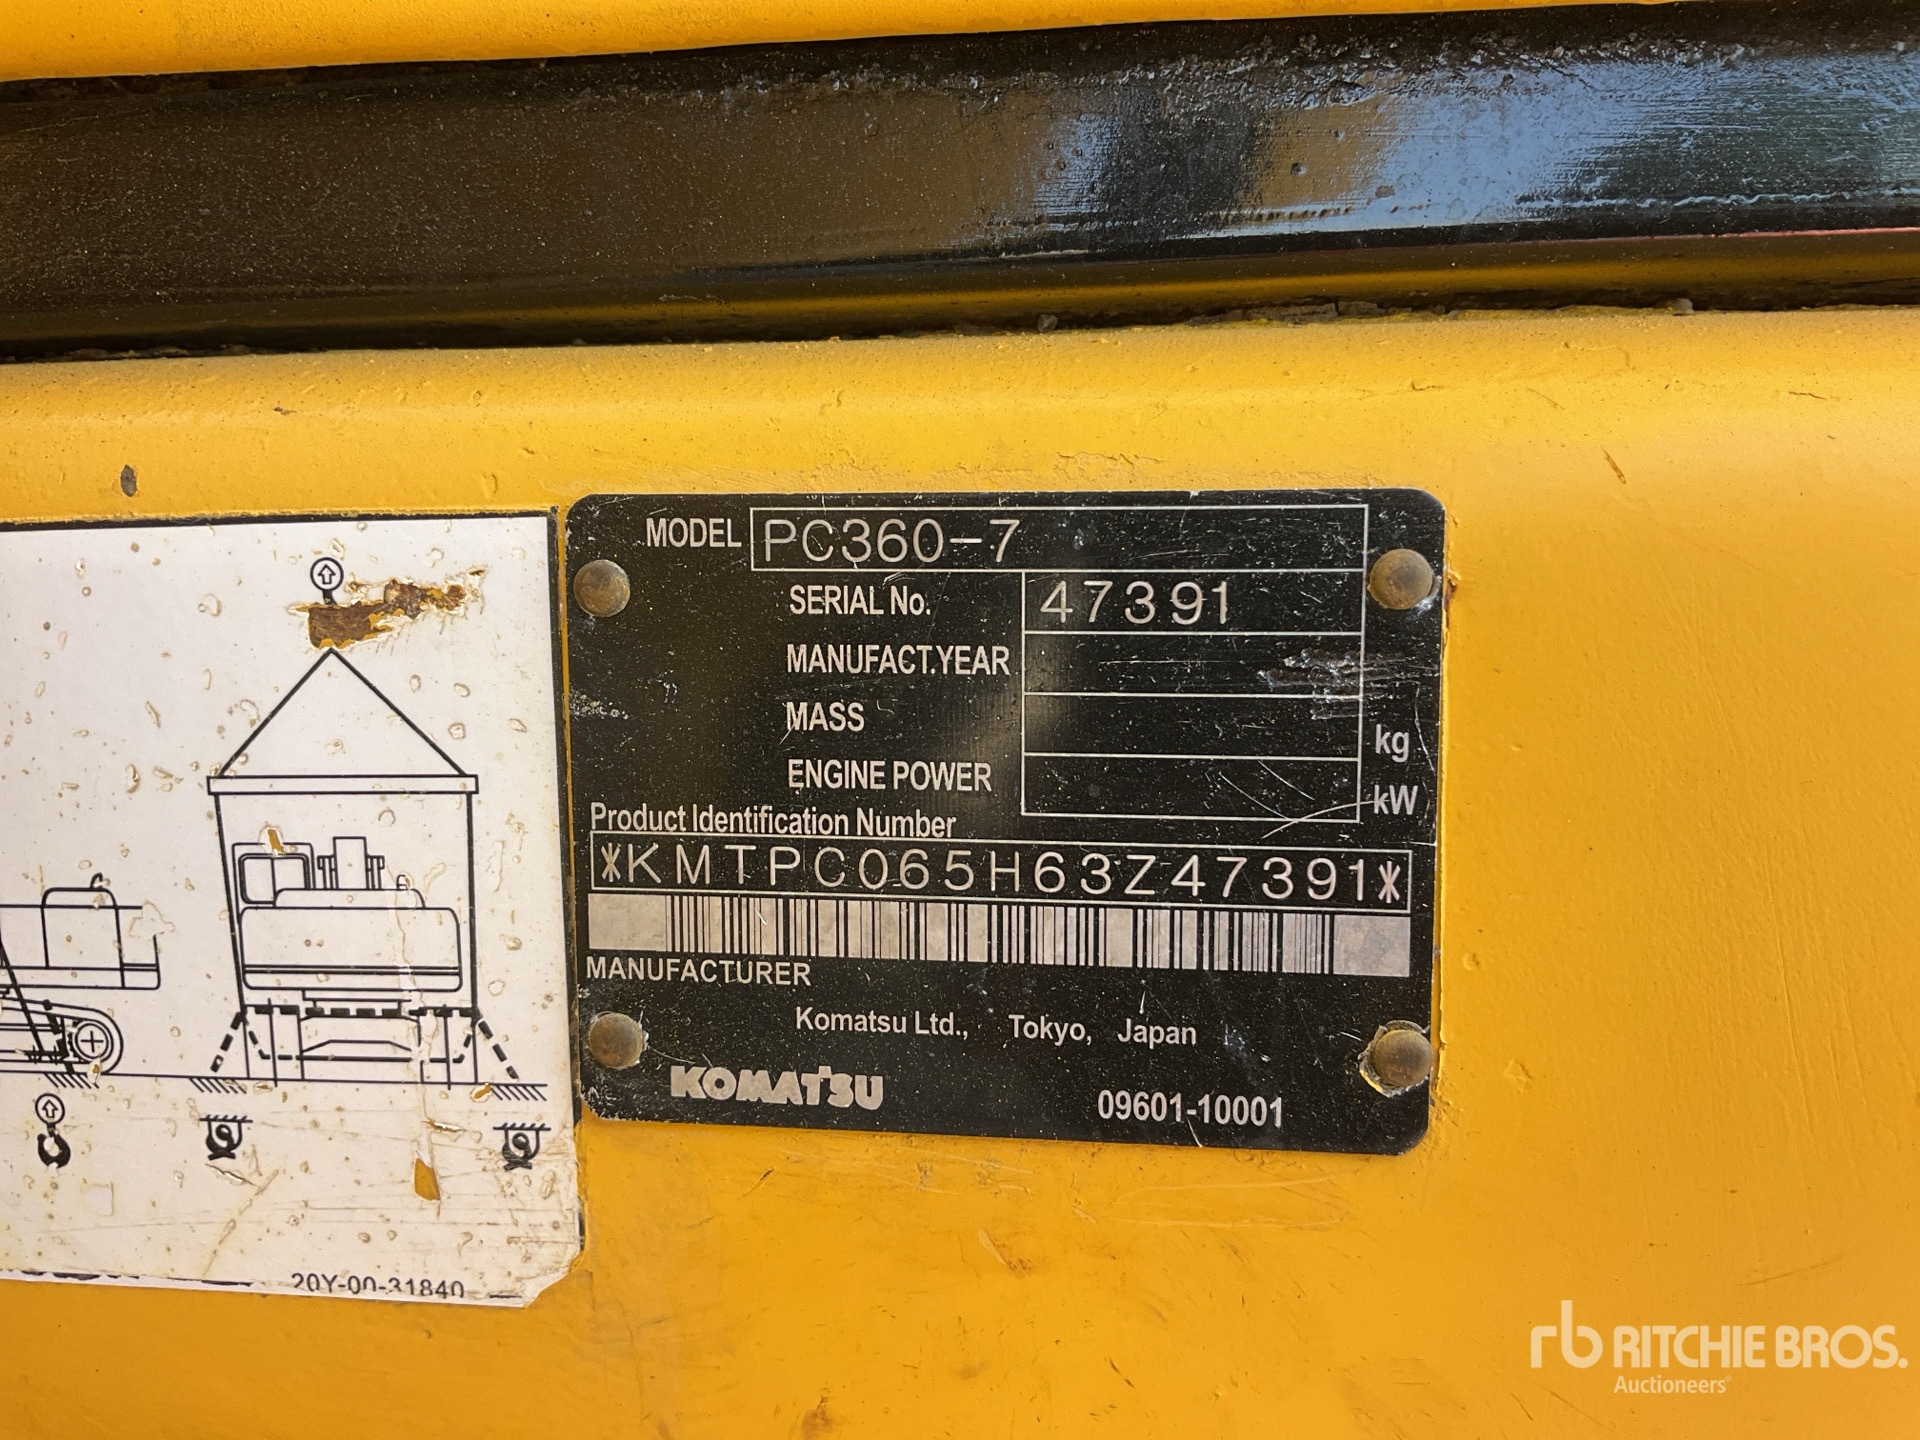 MODEL PC360-7
SERIAL No. 47391
MANUFACT.YEAR
MASS kg
ENGINE POWER kW
Product Identification Number
*KMTPC065H63Z47391*
MANUFACTURER
Komatsu Ltd., Tokyo, Japan
KOMATSU 09601-10001
20Y-00-31840
rb RITCHIE BROS.
Auctioneers